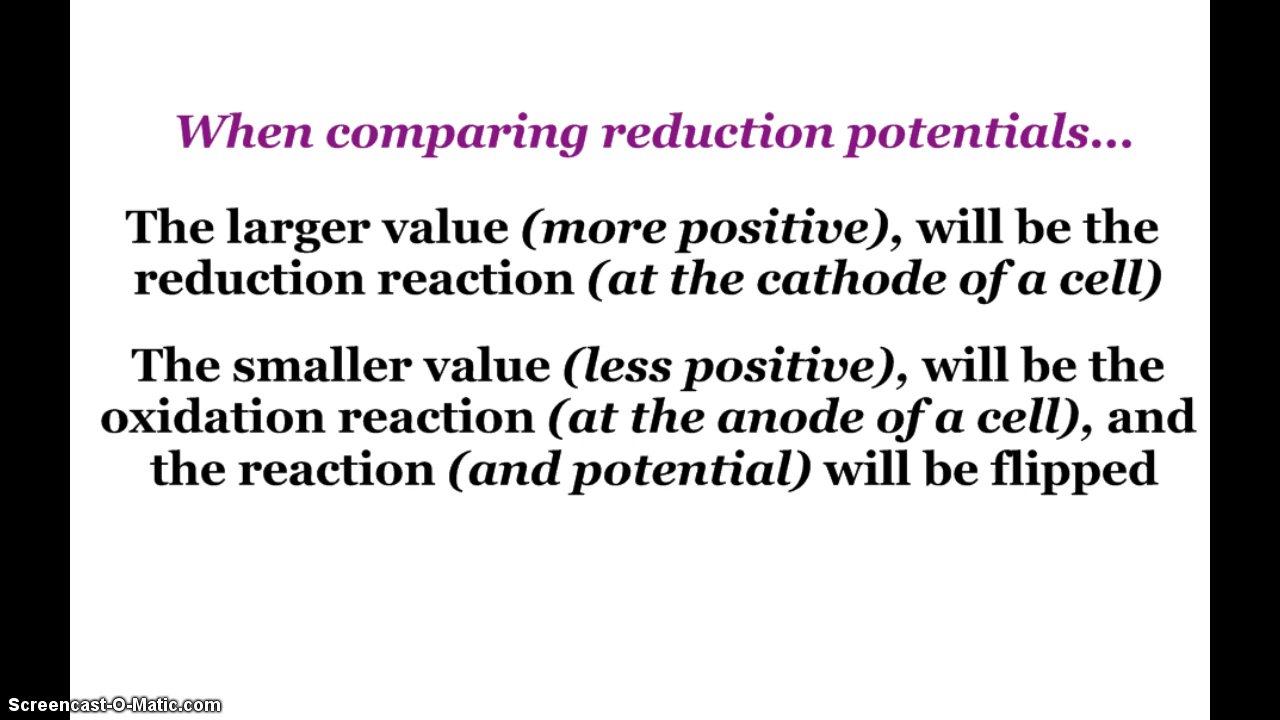 When comparing reduction potentials...
The larger value (more positive), will be the
reduction reaction (at the cathode of a cell)
The smaller value (less positive), will be the
oxidation reaction (at the anode of a cell), and
the reaction (and potential) will be flipped
Screencast-O-Matic.com